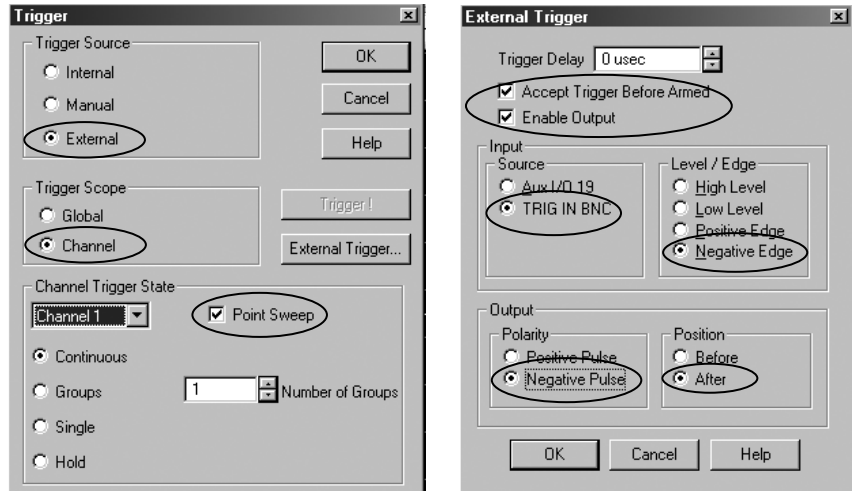 Trigger
Trigger Source
Internal
Manual
External
OK
Cancel
Help
Trigger Scope
Global
Channel
Trigger !
External Trigger...
Channel Trigger State
Channel 1
Point Sweep
Continuous
Groups
1
Number of Groups
Single
Hold
External Trigger
Trigger Delay
0 usec
Accept Trigger Before Armed
Enable Output
Input
Source
Aux I/O 19
TRIG IN BNC
Level / Edge
High Level
Low Level
Positive Edge
Negative Edge
Output
Polarity
Positive Pulse
Negative Pulse
Position
Before
After
OK
Cancel
Help